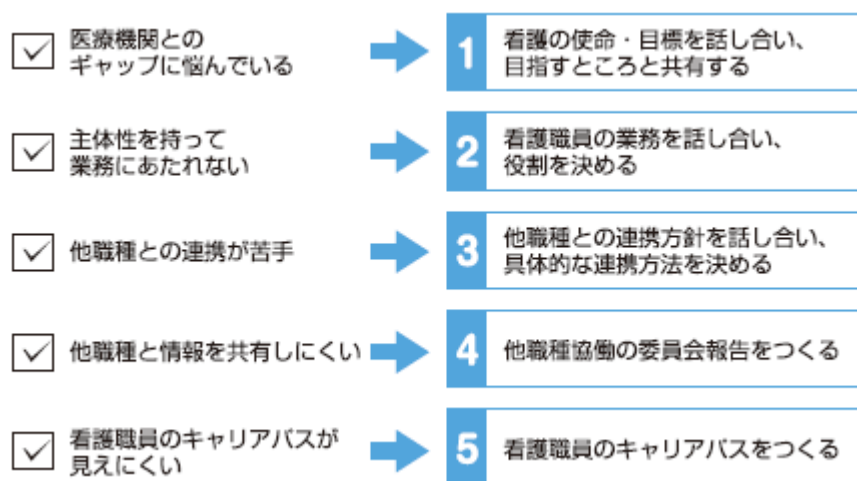 医療機関との
ギャップに悩んでいる
1
看護の使命・目標を話し合い、
目指すところと共有する
主体性を持って
業務にあたれない
2
看護職員の業務を話し合い、
役割を決める
他職種との連携が苦手
3
他職種との連携方針を話し合い、
具体的な連携方法を決める
他職種と情報を共有しにくい
4
他職種協働の委員会報告をつくる
看護職員のキャリアパスが
見えにくい
5
看護職員のキャリアパスをつくる